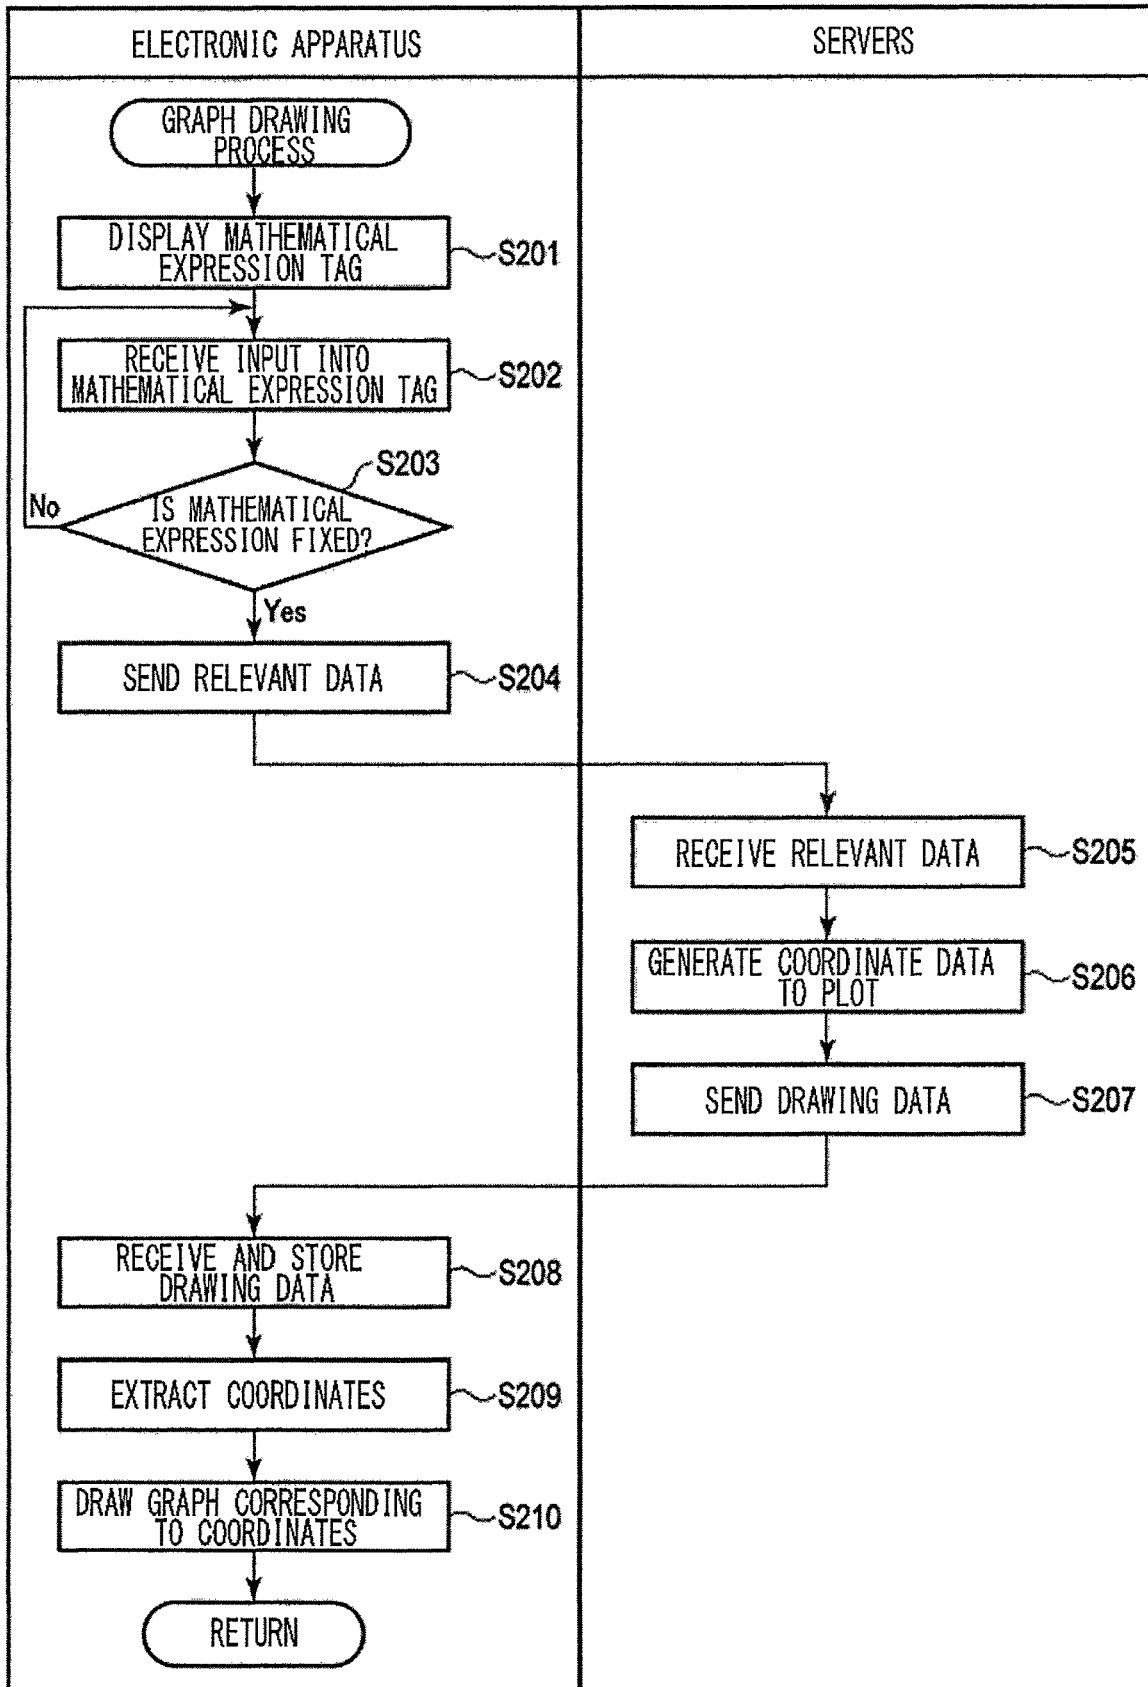 ELECTRONIC APPARATUS
SERVERS
GRAPH DRAWING
PROCESS
DISPLAY MATHEMATICAL
EXPRESSION TAG
S201
RECEIVE INPUT INTO
MATHEMATICAL EXPRESSION TAG
S202
S203
IS MATHEMATICAL
EXPRESSION FIXED?
No
Yes
SEND RELEVANT DATA
S204
RECEIVE RELEVANT DATA
S205
GENERATE COORDINATE DATA
TO PLOT
S206
SEND DRAWING DATA
S207
RECEIVE AND STORE
DRAWING DATA
S208
EXTRACT COORDINATES
S209
DRAW GRAPH CORRESPONDING
TO COORDINATES
S210
RETURN